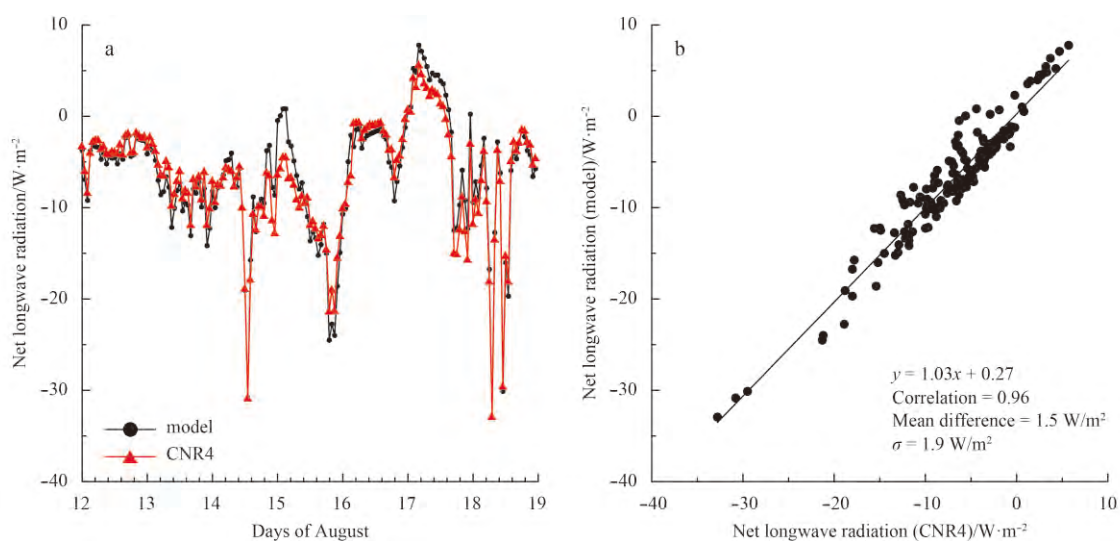 a
Net longwave radiation/W·m−2
10
0
−10
−20
−30
−40
model
CNR4
12 13 14 15 16 17 18 19
Days of August
b
Net longwave radiation (model)/W·m−2
10
0
−10
−20
−30
−40
y = 1.03x + 0.27
Correlation = 0.96
Mean difference = 1.5 W/m²
σ = 1.9 W/m²
−40 −30 −20 −10 0 10
Net longwave radiation (CNR4)/W·m−2